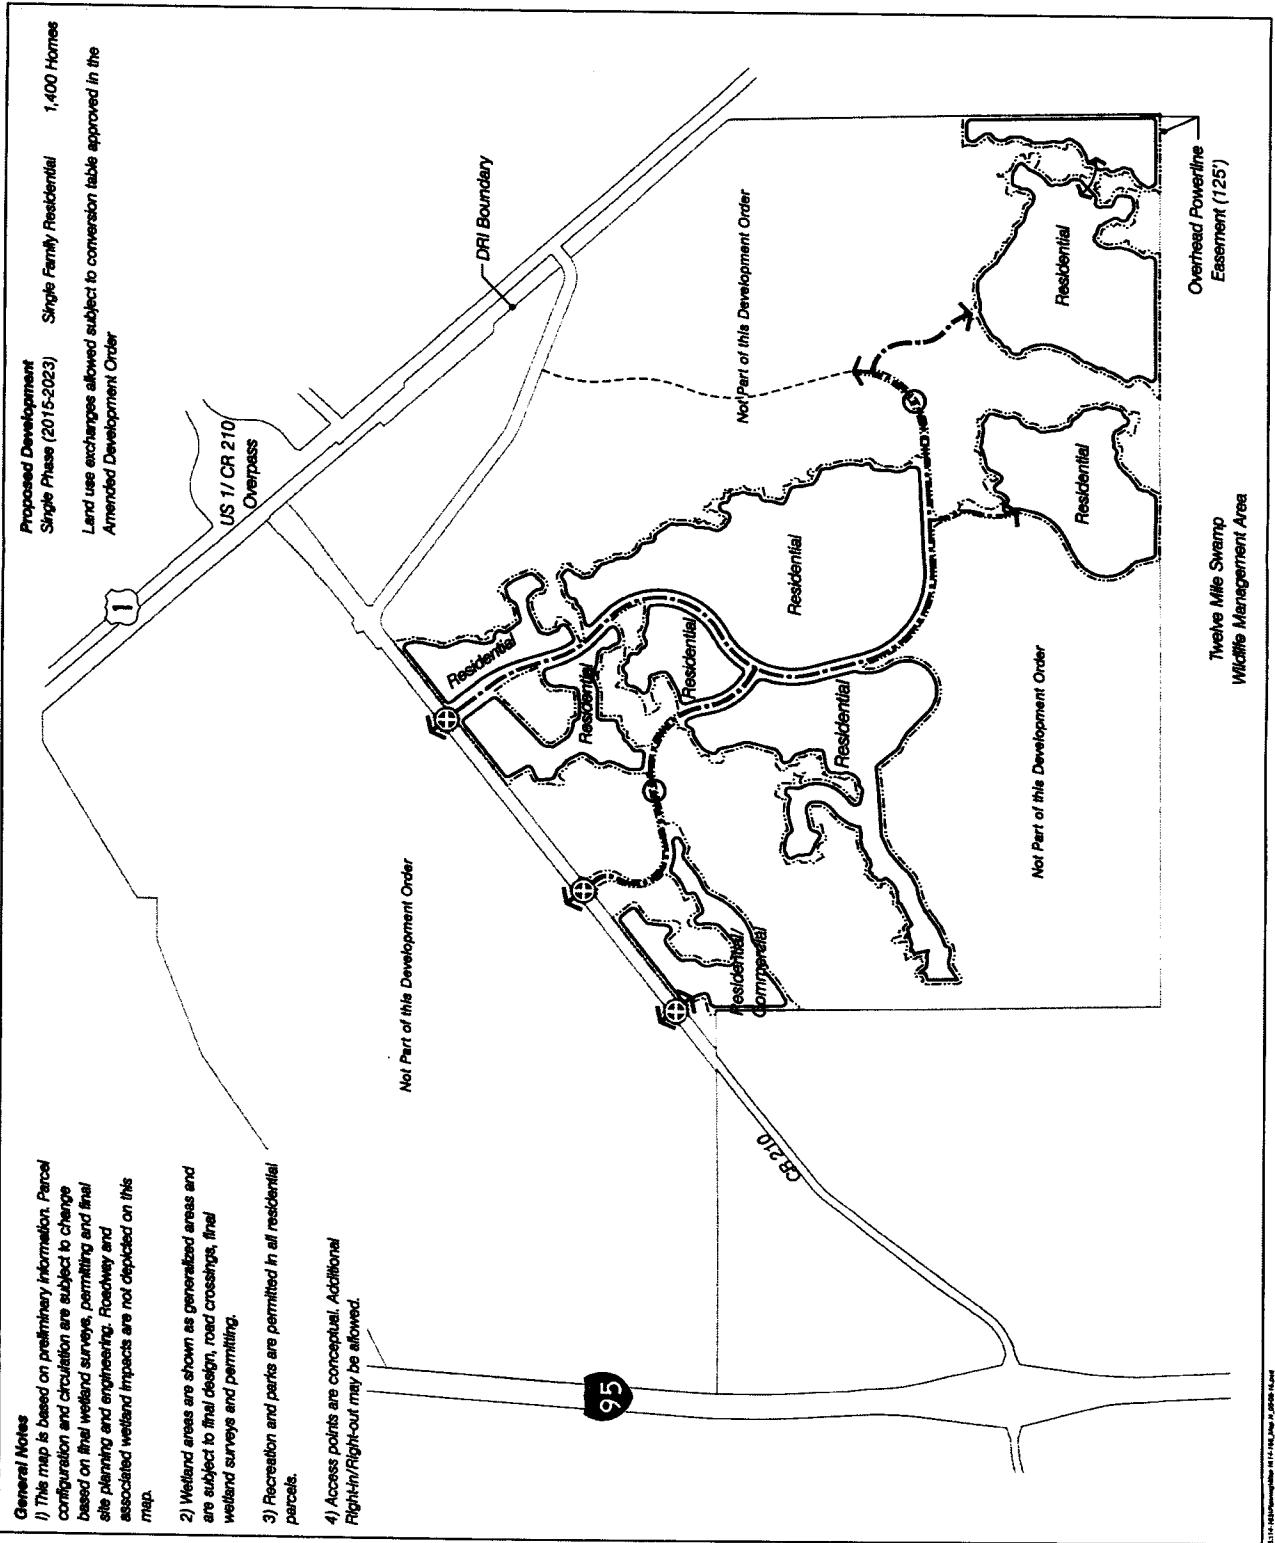 General Notes
1) This map is based on preliminary information. Parcel
configuration and circulation are subject to change
based on final wetland surveys, permitting and final
site planning and engineering. Roadway and
associated wetland impacts are not depicted on this
map.
2) Wetland areas are shown as generalized areas and
are subject to final design, road crossings, final
wetland surveys and permitting.
3) Recreation and parks are permitted in all residential
parcels.
4) Access points are conceptual. Additional
Right-in/Right-out may be allowed.
Proposed Development
Single Phase (2015-2023) Single Family Residential 1,400 Homes
Land use exchanges allowed subject to conversion table approved in the
Amended Development Order
1
US 1/ CR 210
Overpass
DRI Boundary
Not Part of this Development Order
Not Part of this Development Order
Not Part of this Development Order
Residential
Residential
Residential
Residential
Residential
Residential
Residential
Residential/
Commercial
CR 210
95
Overhead Powerline
Easement (125')
Twelve Mile Swamp
Wildlife Management Area